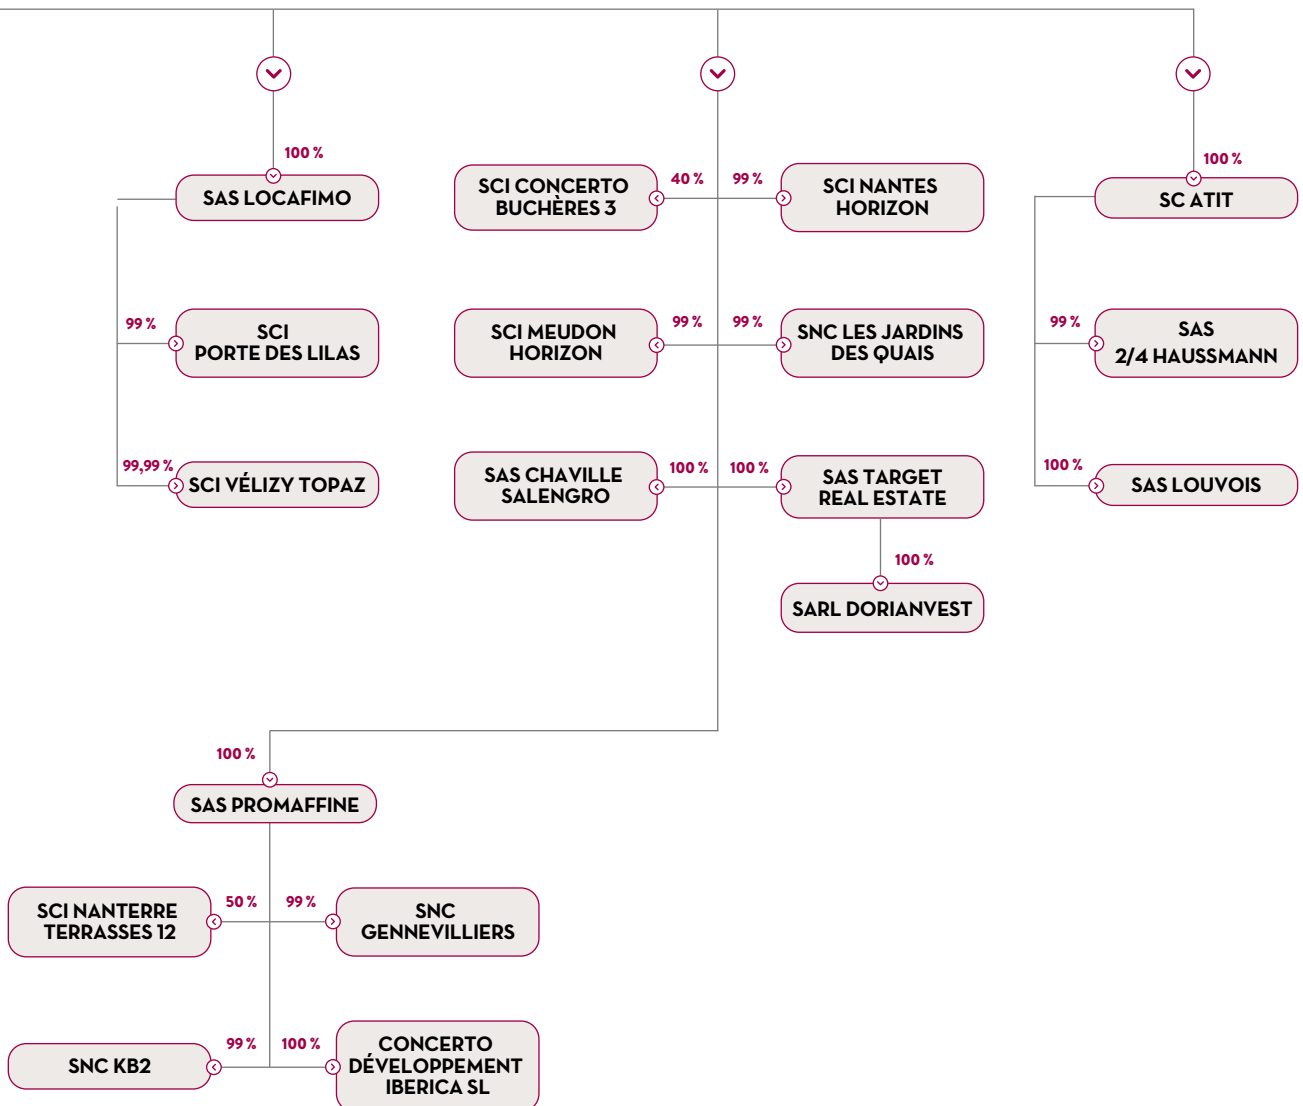 100 %
SAS LOCAFIMO
99 %
SCI
PORTE DES LILAS
99,99 %
SCI VÉLIZY TOPAZ
40 %
99 %
SCI CONCERTO
BUCHÈRES 3
SCI NANTES
HORIZON
99 %
99 %
SCI MEUDON
HORIZON
SNC LES JARDINS
DES QUAIS
100 %
100 %
SAS CHAVILLE
SALENGRO
SAS TARGET
REAL ESTATE
100 %
SARL DORIANVEST
100 %
SC ATIT
99 %
SAS
2/4 HAUSSMANN
100 %
SAS LOUVOIS
100 %
SAS PROMAFFINE
50 %
99 %
SCI NANTERRE
TERRASSES 12
SNC
GENNEVILLIERS
99 %
100 %
SNC KB2
CONCERTO
DÉVELOPPEMENT
IBERICA SL